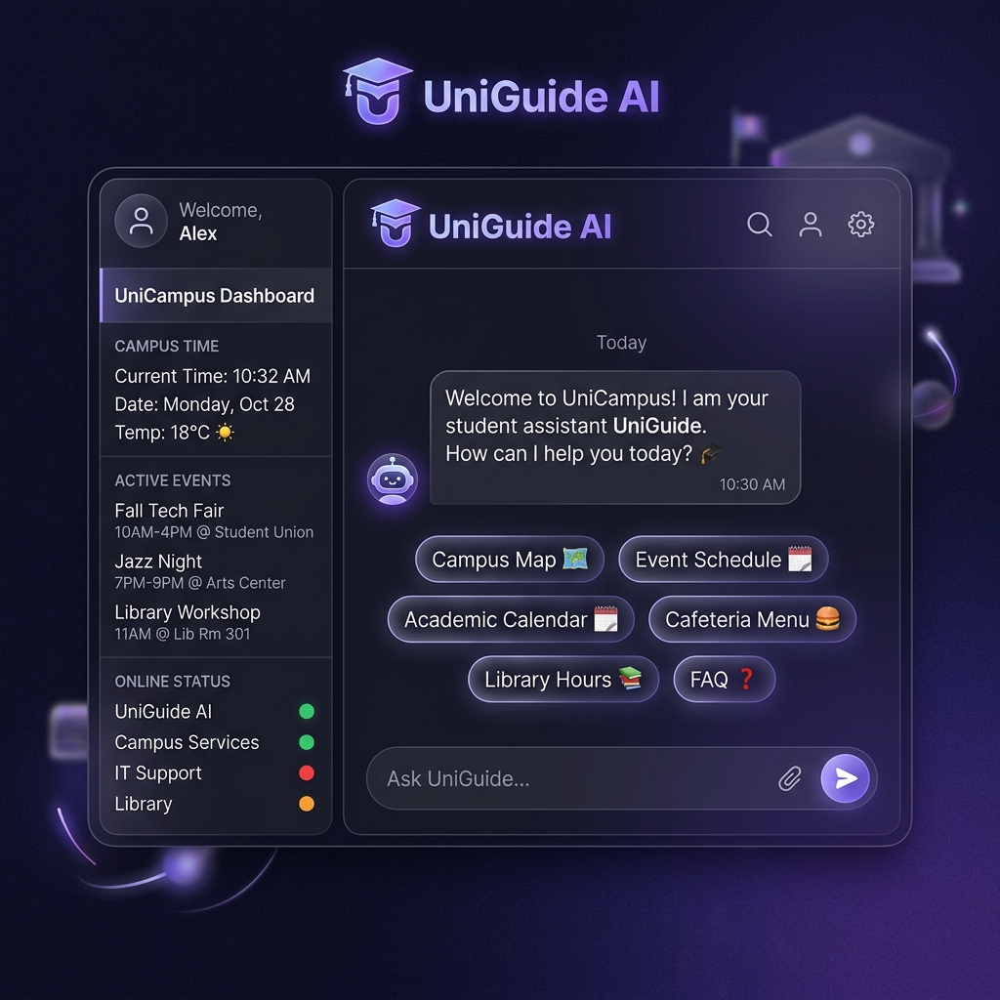 UniGuide AI
Welcome,
Alex
UniCampus Dashboard
CAMPUS TIME
Current Time: 10:32 AM
Date: Monday, Oct 28
Temp: 18°C ☀️
ACTIVE EVENTS
Fall Tech Fair
10AM-4PM @ Student Union
Jazz Night
7PM-9PM @ Arts Center
Library Workshop
11AM @ Lib Rm 301
ONLINE STATUS
UniGuide AI
Campus Services
IT Support
Library
UniGuide AI
Today
Welcome to UniCampus! I am your
student assistant UniGuide.
How can I help you today? 🎓
10:30 AM
Campus Map 🗺️
Event Schedule 🗓️
Academic Calendar 🗓️
Cafeteria Menu 🍔
Library Hours 📚
FAQ ❓
Ask UniGuide...